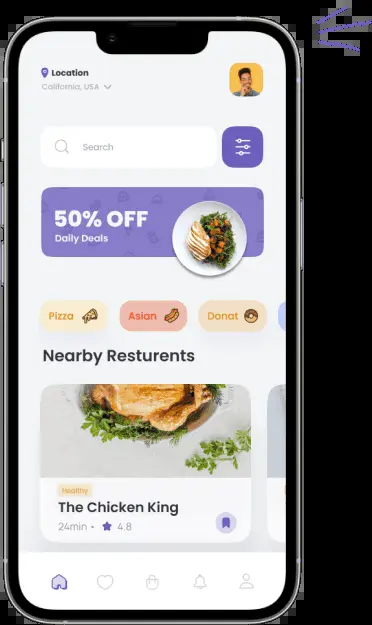 Location
California, USA
Search
50% OFF
Daily Deals
Pizza
Asian
Donat
Nearby Resturents
Healthy
The Chicken King
24min • 4.8